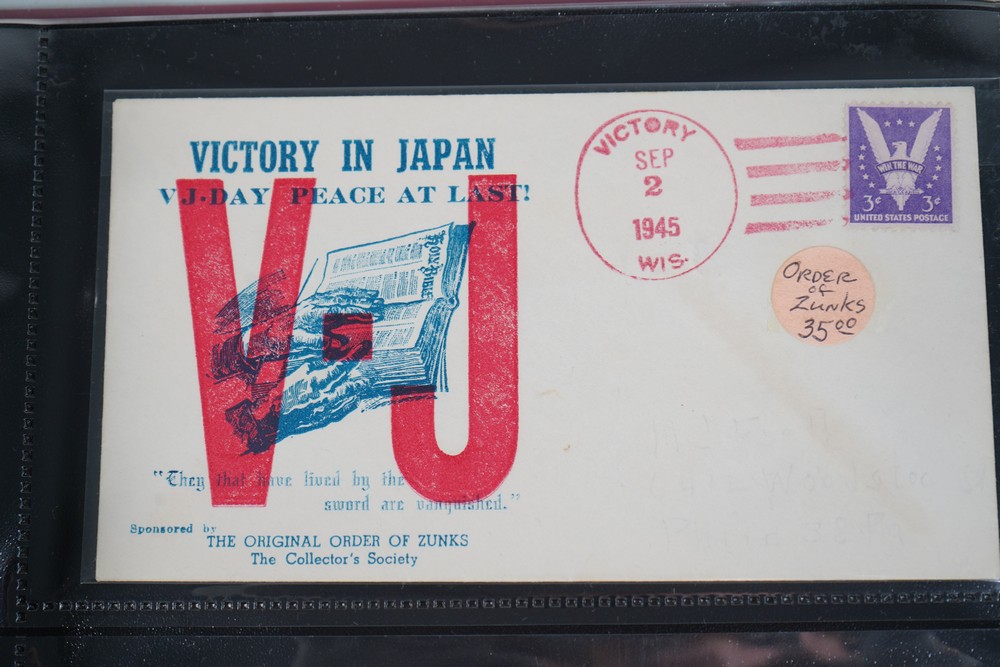 VICTORY IN JAPAN
V J-DAY PEACE AT LAST!
V-J
Holy Bible
"They that have lived by the
sword are vanquished."
Sponsored by
THE ORIGINAL ORDER OF ZUNKS
The Collector's Society
VICTORY
SEP
2
1945
WIS.
WIN THE WAR
3¢ 3¢
UNITED STATES POSTAGE
ORDER
OF
ZUNKS
3500